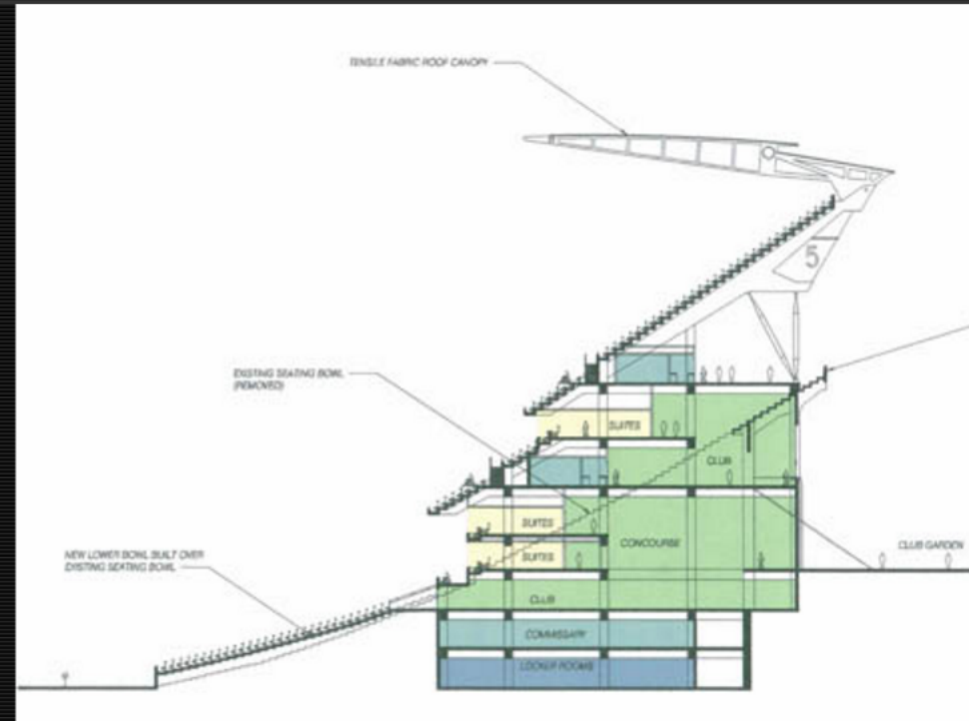 TENSILE FABRIC ROOF CANOPY
5
EXISTING SEATING BOWL
(REMOVED)
SUITES
CLUB
SUITES
CONCOURSE
SUITES
NEW LOWER BOWL BUILT OVER
EXISTING SEATING BOWL
CLUB GARDEN
CLUB
COMMISSARY
LOCKER ROOMS